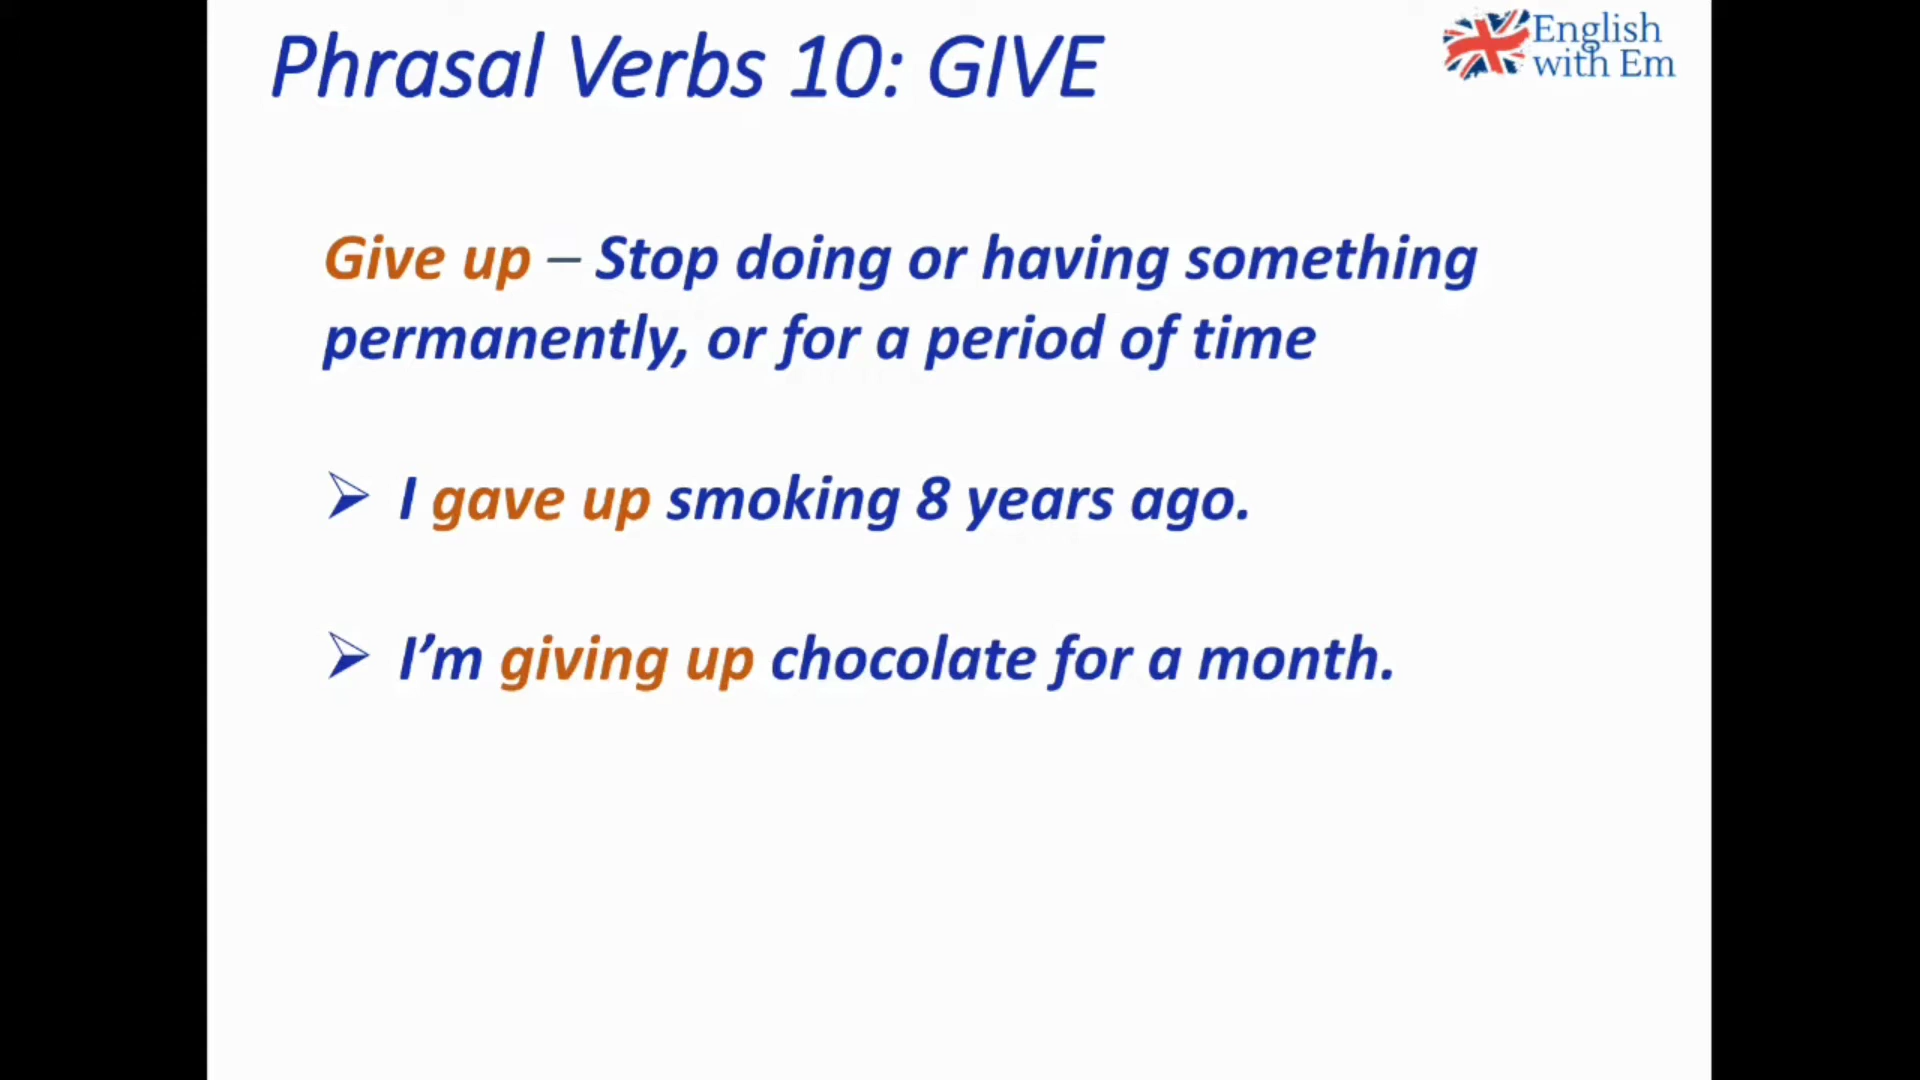 Phrasal Verbs 10: GIVE
English
with Em
Give up – Stop doing or having something
permanently, or for a period of time
➢ I gave up smoking 8 years ago.
➢ I’m giving up chocolate for a month.